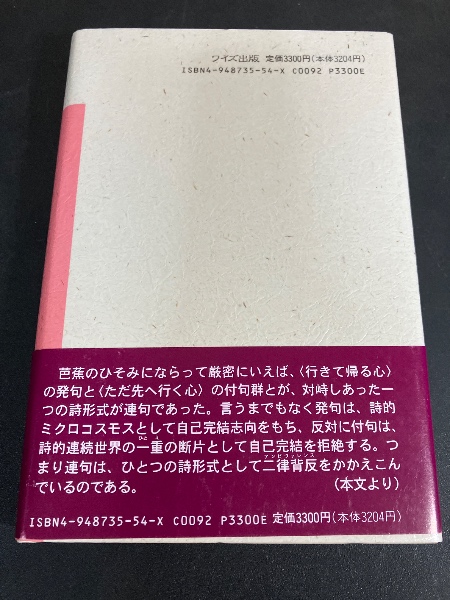 ワイズ出版 定価3300円(本体3204円)
ISBN4-948735-54-X C0092 P3300E
芭蕉のひそみにならって厳密にいえば、〈行きて帰る心〉
の発句と〈ただ先へ行く心〉の付句群とが、対峙しあった一
つの詩形式が連句であった。言うまでもなく発句は、詩的
ミクロコスモスとして自己完結志向をもち、反対に付句は、
詩的連続世界の一重の断片として自己完結を拒絶する。つ
まり連句は、ひとつの詩形式として二律背反をかかえこん
でいるのである。 (本文より)
ISBN4-948735-54-X C0092 P3300E 定価3300円(本体3204円)